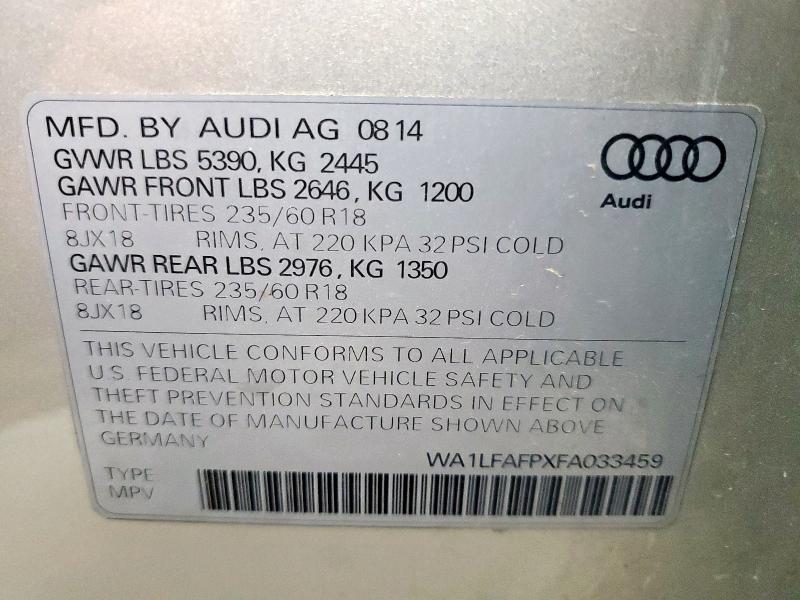 MFD. BY AUDI AG 0814
GVWR LBS 5390, KG 2445
GAWR FRONT LBS 2646, KG 1200
FRONT-TIRES 235/60 R18
8JX18 RIMS, AT 220 KPA 32 PSI COLD
GAWR REAR LBS 2976, KG 1350
REAR-TIRES 235/60 R18
8JX18 RIMS, AT 220 KPA 32 PSI COLD
Audi
THIS VEHICLE CONFORMS TO ALL APPLICABLE
U.S. FEDERAL MOTOR VEHICLE SAFETY AND
THEFT PREVENTION STANDARDS IN EFFECT ON
THE DATE OF MANUFACTURE SHOWN ABOVE
GERMANY
WA1LFAFPXFA033459
TYPE
MPV